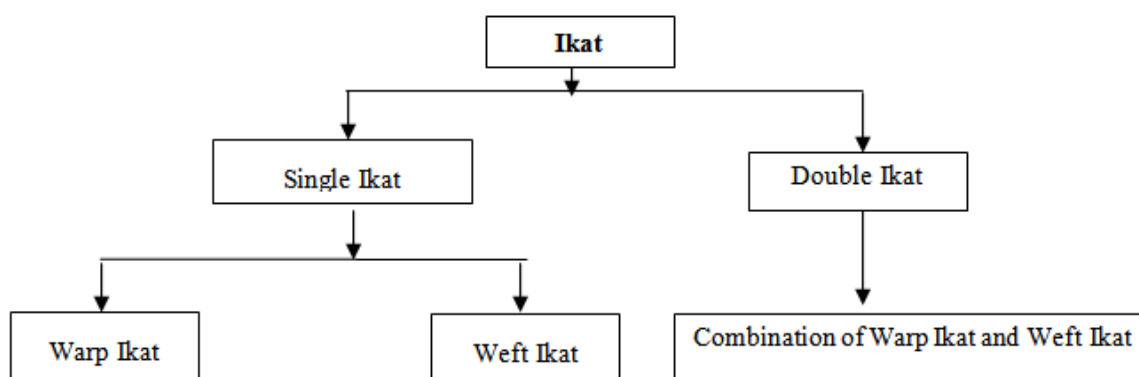 Ikat
Single Ikat
Double Ikat
Warp Ikat
Weft Ikat
Combination of Warp Ikat and Weft Ikat